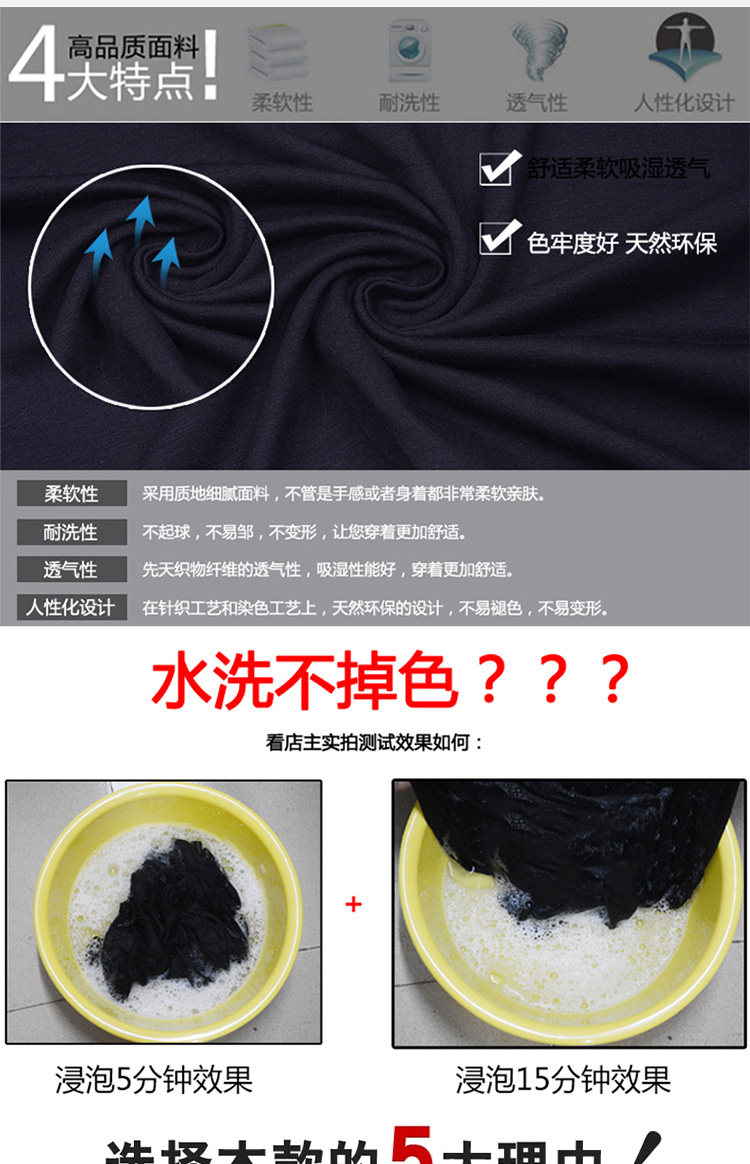 4大特点!
高品质面料
柔软性 耐洗性 透气性 人性化设计
舒适柔软吸湿透气
色牢度好 天然环保
柔软性 采用质地细腻面料，不管是手感或者身着都非常柔软亲肤。
耐洗性 不起球，不易邹，不变形，让您穿着更加舒适。
透气性 先天织物纤维的透气性，吸湿性能好，穿着更加舒适。
人性化设计 在针织工艺和染色工艺上，天然环保的设计，不易褪色，不易变形。
水洗不掉色？？？
看店主实拍测试效果如何：
+
浸泡5分钟效果 浸泡15分钟效果
选择本款的5大理由！